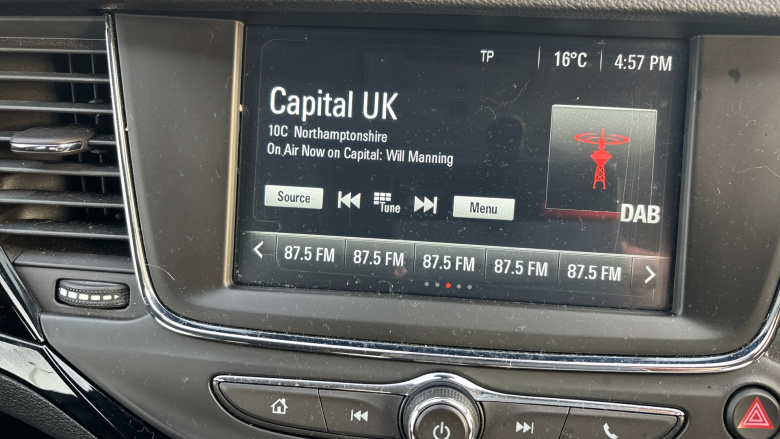 TP 16°C 4:57 PM
Capital UK
10C Northamptonshire
On Air Now on Capital: Will Manning
DAB
Source Tune Menu
87.5 FM 87.5 FM 87.5 FM 87.5 FM 87.5 FM